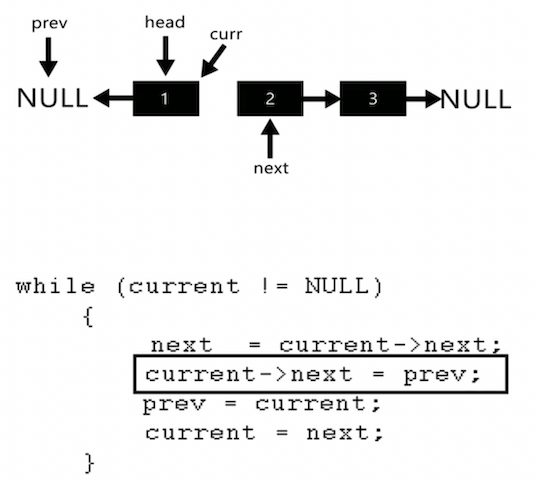 prev head curr
NULL 1 2 3 NULL
next
while (current != NULL)
{
next = current->next;
current->next = prev;
prev = current;
current = next;
}